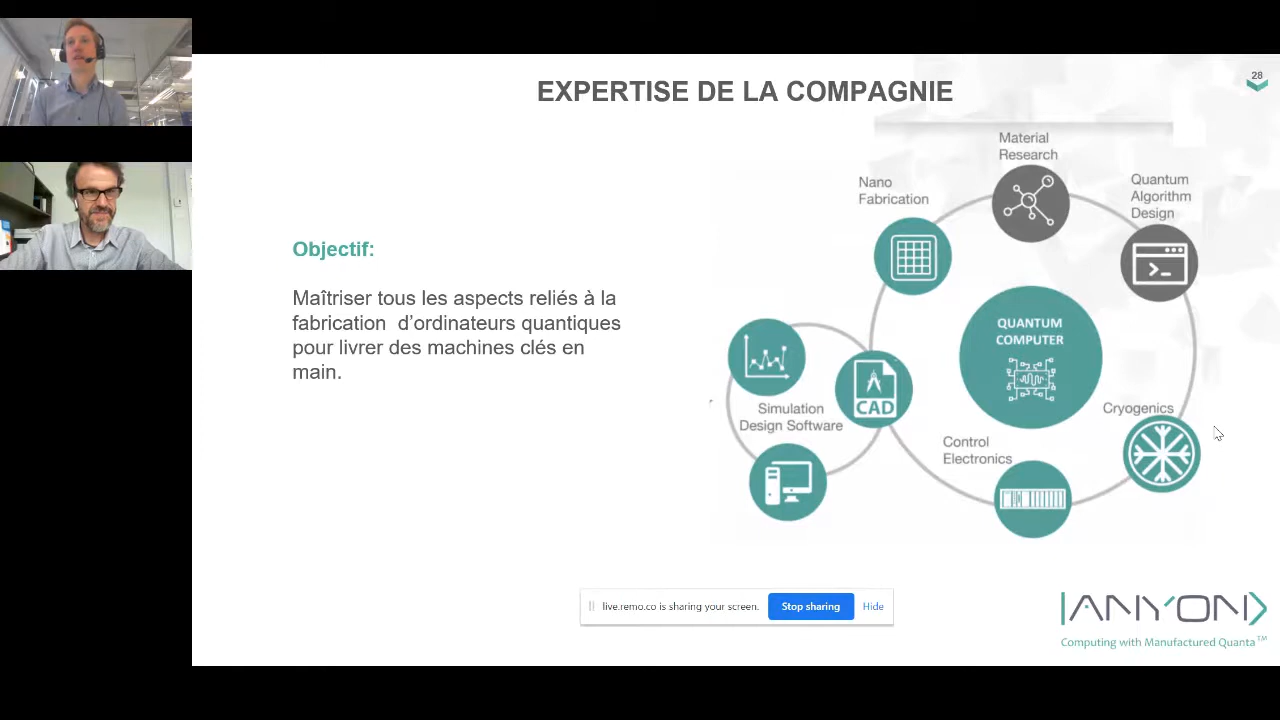 EXPERTISE DE LA COMPAGNIE
28
Objectif:
Maîtriser tous les aspects reliés à la
fabrication d’ordinateurs quantiques
pour livrer des machines clés en
main.
Material
Research
Nano
Fabrication
Quantum
Algorithm
Design
QUANTUM
COMPUTER
CAD
Simulation
Design Software
Cryogenics
Control
Electronics
live.remo.co is sharing your screen.
Stop sharing
Hide
|ANYON>
Computing with Manufactured Quanta™